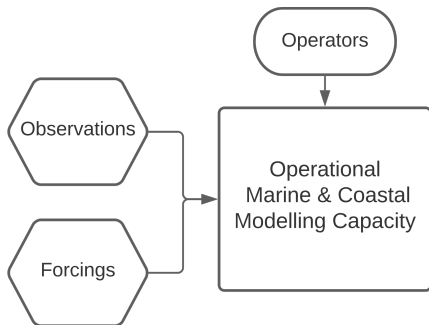 Operators
Observations
Operational
Marine & Coastal
Modelling Capacity
Forcings